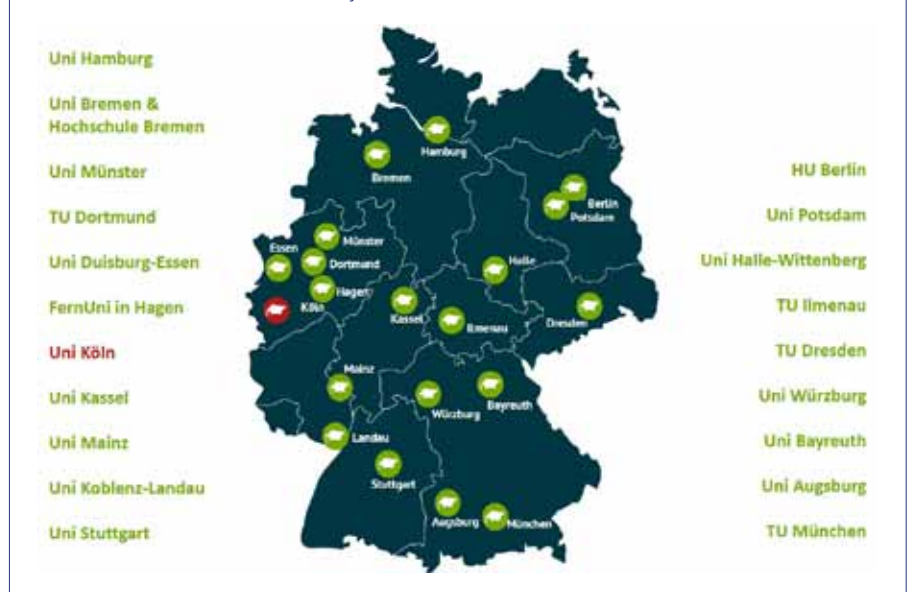 Uni Hamburg
Uni Bremen &
Hochschule Bremen
Uni Münster
TU Dortmund
Uni Duisburg-Essen
FernUni in Hagen
Uni Köln
Uni Kassel
Uni Mainz
Uni Koblenz-Landau
Uni Stuttgart
Hamburg
Bremen
Berlin
Potsdam
Münster
Essen
Dortmund
Halle
Hagen
Köln
Kassel
Ilmenau
Dresden
Mainz
Würzburg
Bayreuth
Landau
Stuttgart
Augsburg
München
HU Berlin
Uni Potsdam
Uni Halle-Wittenberg
TU Ilmenau
TU Dresden
Uni Würzburg
Uni Bayreuth
Uni Augsburg
TU München